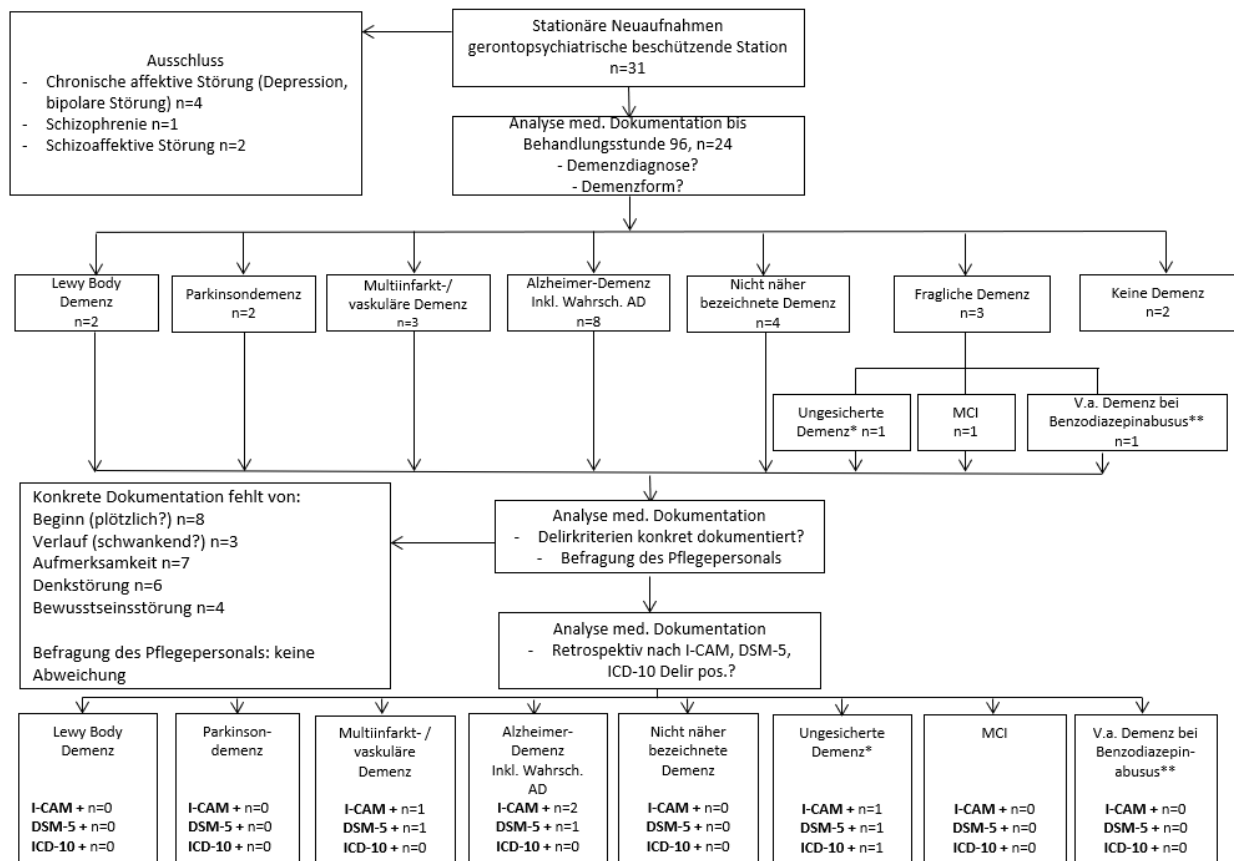 Stationäre Neuaufnahmen
gerontopsychiatrische beschützende Station
n=31
Ausschluss
- Chronische affektive Störung (Depression,
bipolare Störung) n=4
- Schizophrenie n=1
- Schizoaffektive Störung n=2
Analyse med. Dokumentation bis
Behandlungsstunde 96, n=24
- Demenzdiagnose?
- Demenzform?
Lewy Body
Demenz
n=2
Parkinsondemenz
n=2
Multiinfarkt-/
vaskuläre Demenz
n=3
Alzheimer-Demenz
Inkl. Wahrsch. AD
n=8
Nicht näher
bezeichnete Demenz
n=4
Fragliche Demenz
n=3
Keine Demenz
n=2
Ungesicherte
Demenz* n=1
MCI
n=1
V.a. Demenz bei
Benzodiazepinabusus**
n=1
Konkrete Dokumentation fehlt von:
Beginn (plötzlich?) n=8
Verlauf (schwankend?) n=3
Aufmerksamkeit n=7
Denkstörung n=6
Bewusstseinsstörung n=4
Befragung des Pflegepersonals: keine
Abweichung
Analyse med. Dokumentation
- Delirkriterien konkret dokumentiert?
- Befragung des Pflegepersonals
Analyse med. Dokumentation
- Retrospektiv nach I-CAM, DSM-5,
ICD-10 Delir pos.?
Lewy Body
Demenz
I-CAM + n=0
DSM-5 + n=0
ICD-10 + n=0
Parkinson-
demenz
I-CAM + n=0
DSM-5 + n=0
ICD-10 + n=0
Multiinfarkt- /
vaskuläre
Demenz
I-CAM + n=1
DSM-5 + n=1
ICD-10 + n=0
Alzheimer-
Demenz
Inkl. Wahrsch.
AD
I-CAM + n=2
DSM-5 + n=1
ICD-10 + n=0
Nicht näher
bezeichnete
Demenz
I-CAM + n=0
DSM-5 + n=0
ICD-10 + n=0
Ungesicherte
Demenz*
I-CAM + n=1
DSM-5 + n=1
ICD-10 + n=1
MCI
I-CAM + n=0
DSM-5 + n=0
ICD-10 + n=0
V.a. Demenz bei
Benzodiazepin-
abusus**
I-CAM + n=0
DSM-5 + n=0
ICD-10 + n=0